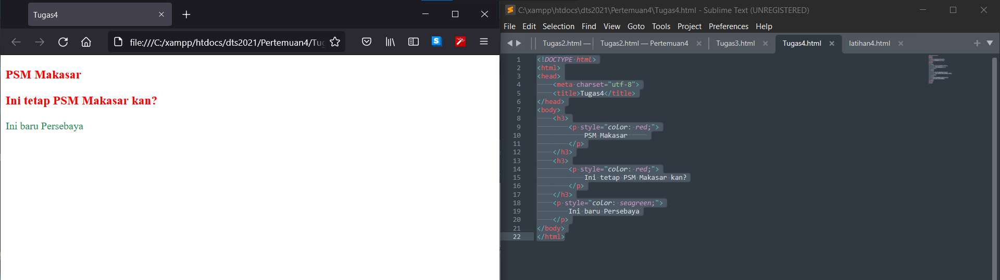 Tugas4
file:///C:/xampp/htdocs/dts2021/Pertemuan4/Tug
PSM Makasar
Ini tetap PSM Makasar kan?
Ini baru Persebaya
C:\xampp\htdocs\dts2021\Pertemuan4\Tugas4.html - Sublime Text (UNREGISTERED)
File Edit Selection Find View Goto Tools Project Preferences Help
Tugas2.html — Tugas2.html — Pertemuan4 Tugas3.html Tugas4.html latihan4.html
1 <!DOCTYPE html>
2 <html>
3 <head>
4 <meta charset="utf-8">
5 <title>Tugas4</title>
6 </head>
7 <body>
8 <h3>
9 <p style="color: red;">
10 PSM Makasar
11 </p>
12 </h3>
13 <h3>
14 <p style="color: red;">
15 Ini tetap PSM Makasar kan?
16 </p>
17 </h3>
18 <p style="color: seagreen;">
19 Ini baru Persebaya
20 </p>
21 </body>
22 </html>